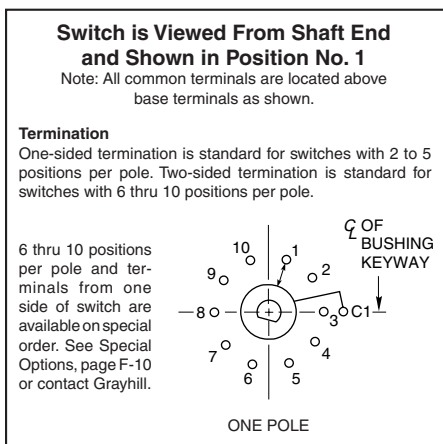 Switch is Viewed From Shaft End
and Shown in Position No. 1
Note: All common terminals are located above
base terminals as shown.
Termination
One-sided termination is standard for switches with 2 to 5
positions per pole. Two-sided termination is standard for
switches with 6 thru 10 positions per pole.
6 thru 10 positions
per pole and ter-
minals from one
side of switch are
available on special
order. See Special
Options, page F-10
or contact Grayhill.
℄ OF
BUSHING
KEYWAY
10 1
9 2
8 3 C1
7 4
6 5
ONE POLE